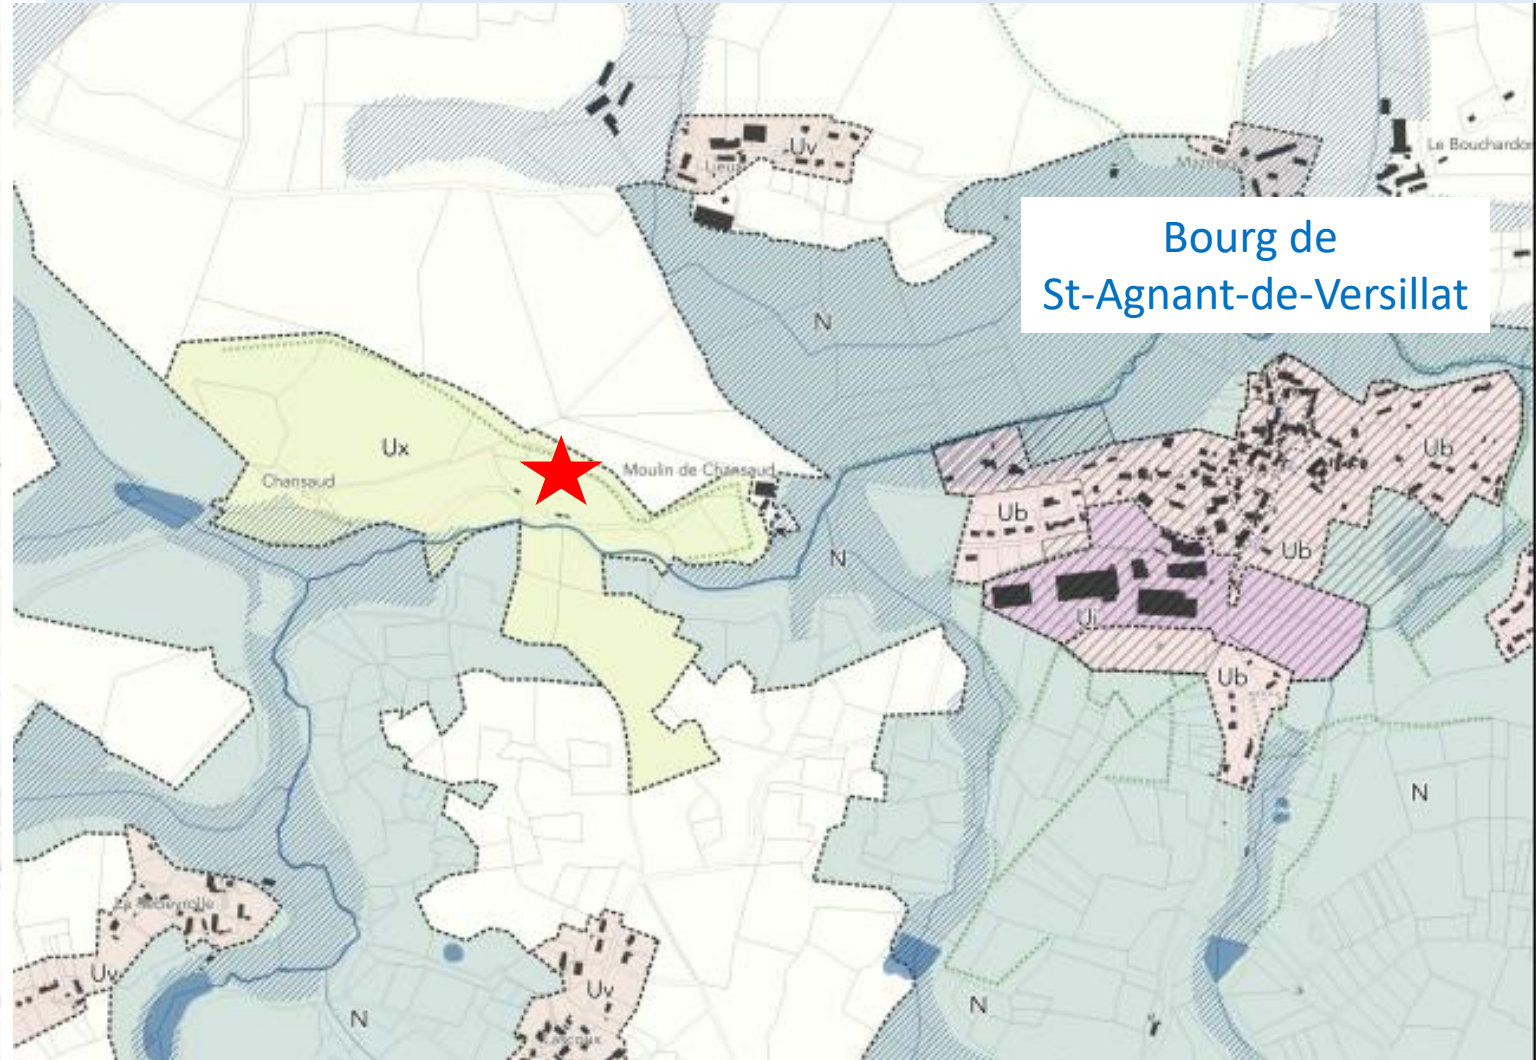 Uv
Lieux
Le Bouchardon
Bourg de
St-Agnant-de-Versillat
N
Ux
Chansaud
Moulin de Chansaud
Ub
Ub
Ub
N
Ui
Ub
N
Uv
Uv
N
N